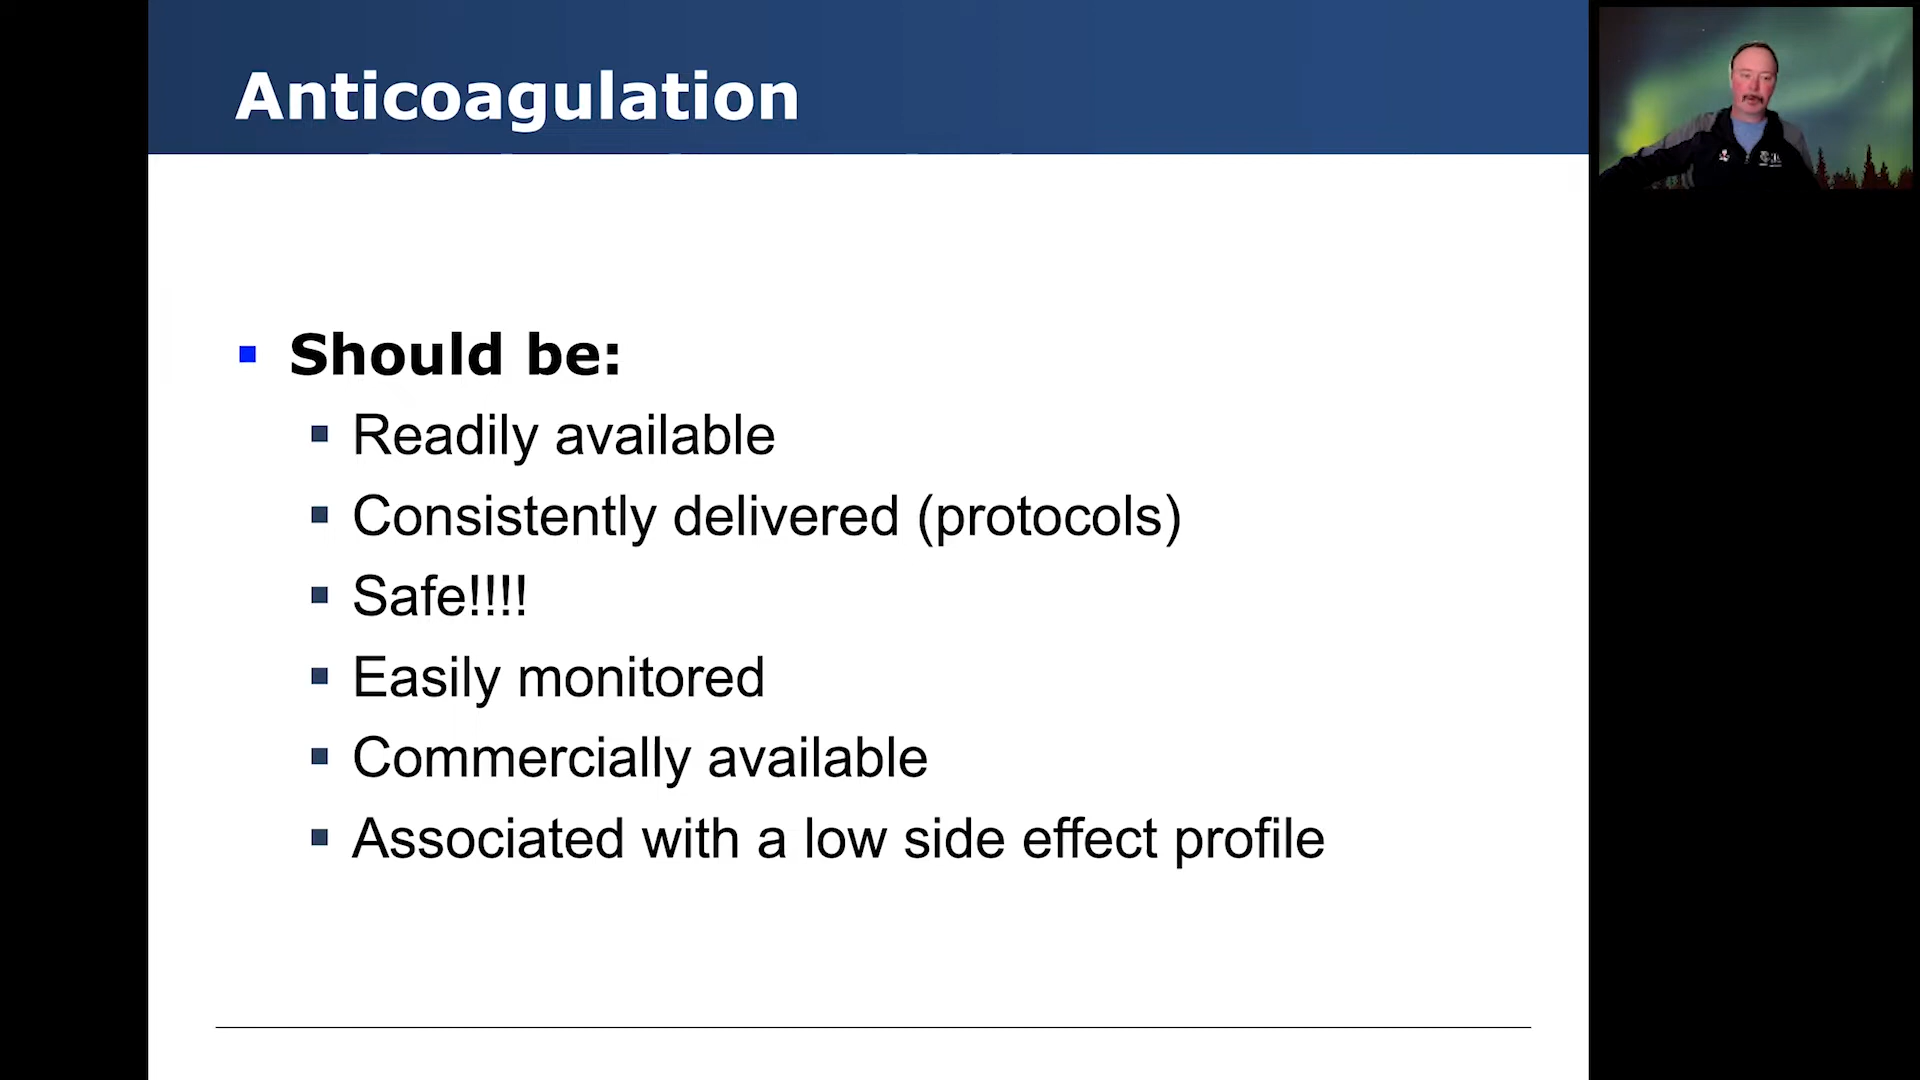 Anticoagulation
Should be:
Readily available
Consistently delivered (protocols)
Safe!!!!
Easily monitored
Commercially available
Associated with a low side effect profile